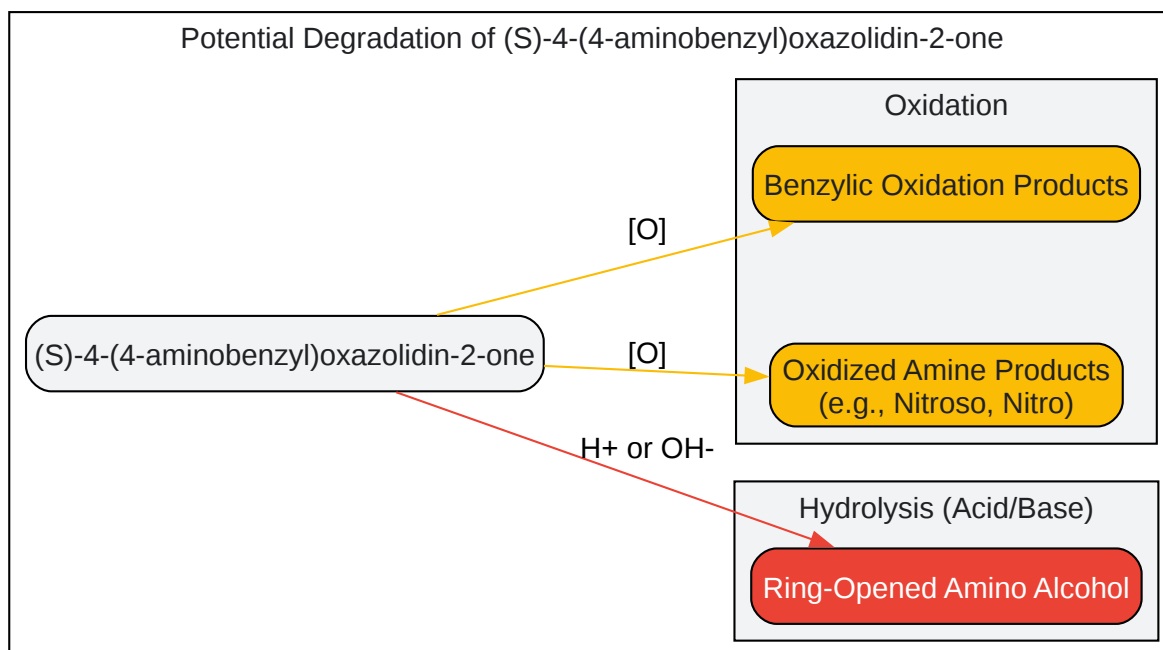 Potential Degradation of (S)-4-(4-aminobenzyl)oxazolidin-2-one
Oxidation
Benzylic Oxidation Products
[O]
(S)-4-(4-aminobenzyl)oxazolidin-2-one
[O]
Oxidized Amine Products
(e.g., Nitroso, Nitro)
H+ or OH-
Hydrolysis (Acid/Base)
Ring-Opened Amino Alcohol